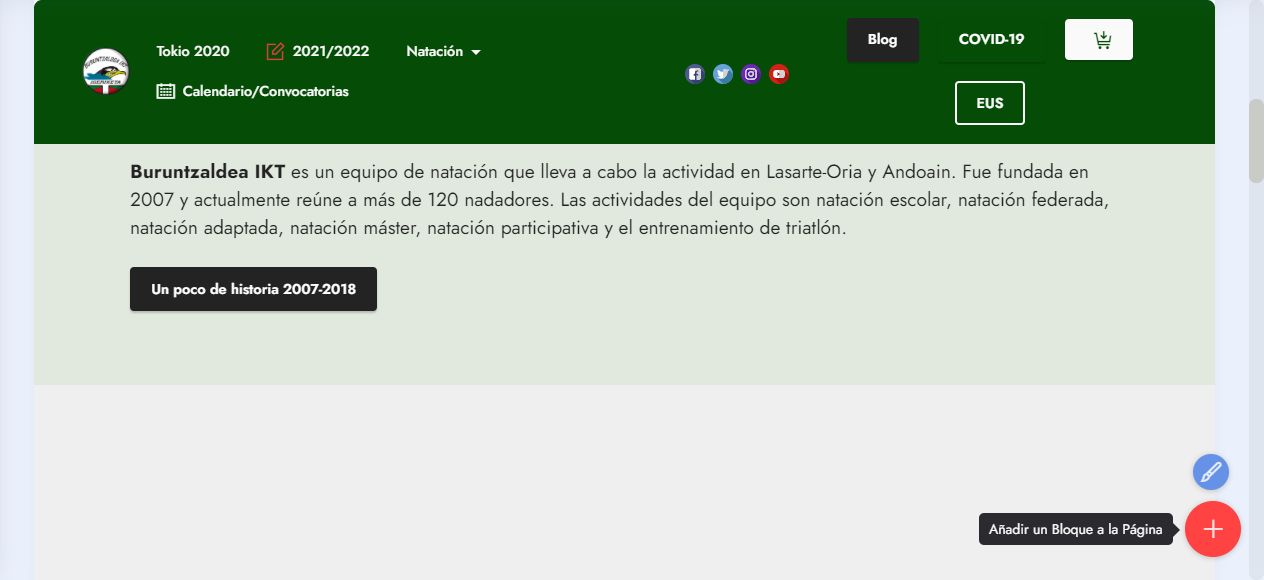 Tokio 2020
2021/2022
Natación
Calendario/Convocatorias
Blog
COVID-19
EUS
Buruntzaldea IKT es un equipo de natación que lleva a cabo la actividad en Lasarte-Oria y Andoain. Fue fundada en
2007 y actualmente reúne a más de 120 nadadores. Las actividades del equipo son natación escolar, natación federada,
natación adaptada, natación máster, natación participativa y el entrenamiento de triatlón.
Un poco de historia 2007-2018
Añadir un Bloque a la Página